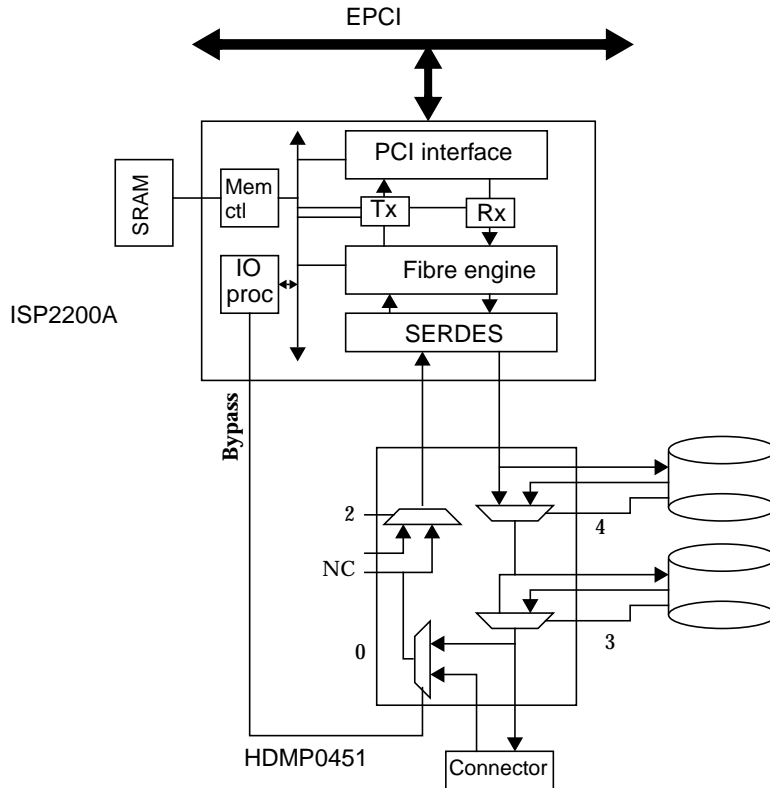 EPCI
PCI interface
SRAM
Mem
ctl
Tx
Rx
IO
proc
Fibre engine
ISP2200A
SERDES
Bypass
2
4
NC
0
3
HDMP0451
Connector